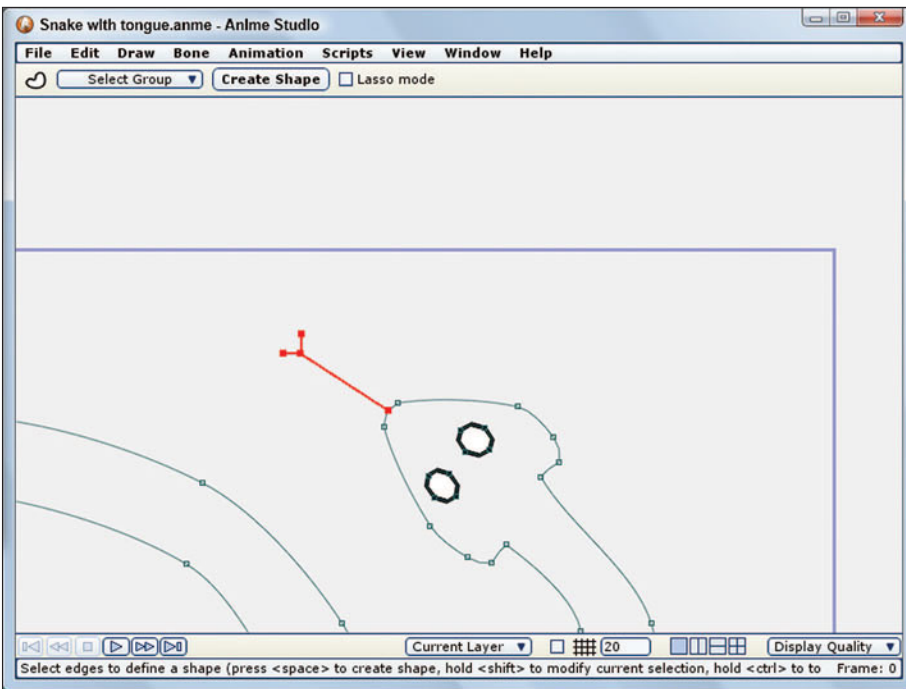 Snake with tongue.anme - Anime Studio
File Edit Draw Bone Animation Scripts View Window Help
Select Group Create Shape Lasso mode
Current Layer 20 Display Quality
Select edges to define a shape (press <space> to create shape, hold <shift> to modify current selection, hold <ctrl> to to Frame: 0